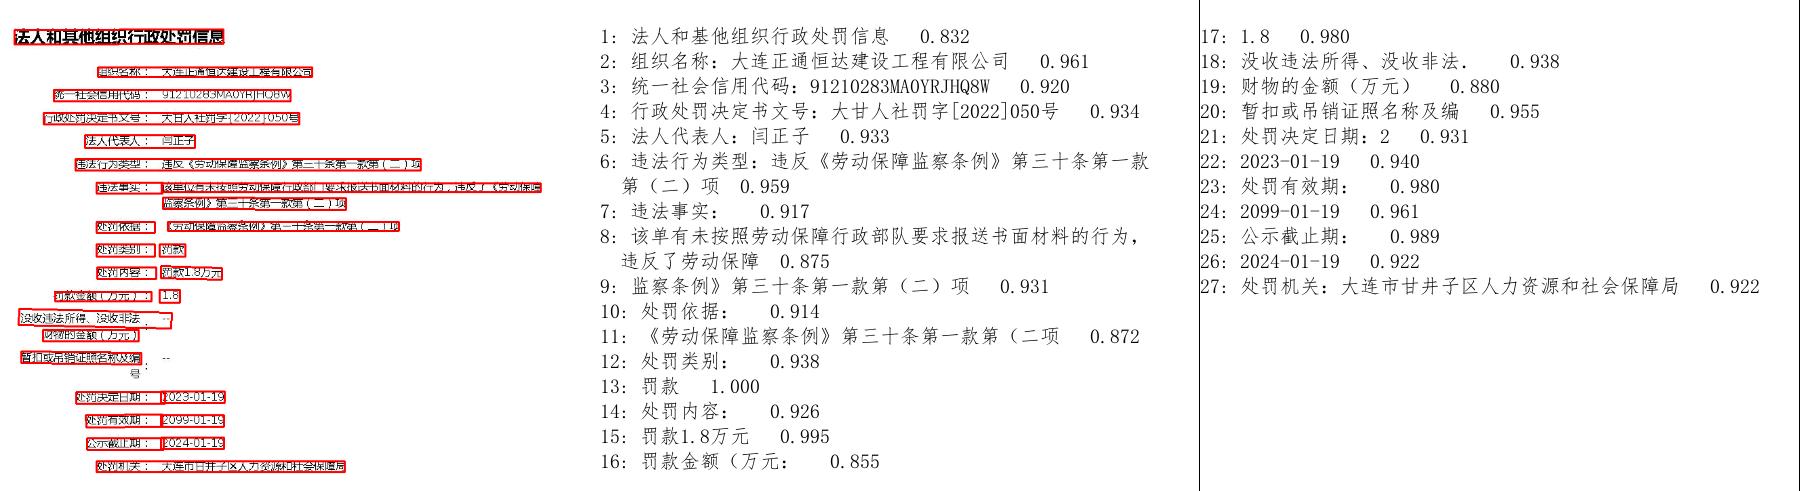 法人和其他组织行政处罚信息
组织名称： 大连正通恒达建设工程有限公司
统一社会信用代码： 91210283MA0YRJHQ8W
行政处罚决定书文号： 大甘人社罚字[2022]050号
法人代表人： 闫正子
违法行为类型： 违反《劳动保障监察条例》第三十条第一款第（二）项
违法事实： 该单位有未按照劳动保障行政部门要求报送书面材料的行为，违反了《劳动保障
监察条例》第三十条第一款第（二）项
处罚依据： 《劳动保障监察条例》第三十条第一款第（二）项
处罚类别： 罚款
处罚内容： 罚款1.8万元
罚款金额（万元）： 1.8
没收违法所得、没收非法 : --
财物的金额（万元）
暂扣或吊销证照名称及编 : --
号
处罚决定日期： 2023-01-19
处罚有效期： 2099-01-19
公示截止期： 2024-01-19
处罚机关： 大连市甘井子区人力资源和社会保障局
1: 法人和基他组织行政处罚信息 0.832
2: 组织名称：大连正通恒达建设工程有限公司 0.961
3: 统一社会信用代码：91210283MA0YRJHQ8W 0.920
4: 行政处罚决定书文号：大甘人社罚字[2022]050号 0.934
5: 法人代表人：闫正子 0.933
6: 违法行为类型：违反《劳动保障监察条例》第三十条第一款
第（二）项 0.959
7: 违法事实： 0.917
8: 该单有未按照劳动保障行政部队要求报送书面材料的行为，
违反了劳动保障 0.875
9: 监察条例》第三十条第一款第（二）项 0.931
10: 处罚依据： 0.914
11: 《劳动保障监察条例》第三十条第一款第（二项 0.872
12: 处罚类别： 0.938
13: 罚款 1.000
14: 处罚内容： 0.926
15: 罚款1.8万元 0.995
16: 罚款金额（万元： 0.855
17: 1.8 0.980
18: 没收违法所得、没收非法. 0.938
19: 财物的金额（万元） 0.880
20: 暂扣或吊销证照名称及编 0.955
21: 处罚决定日期：2 0.931
22: 2023-01-19 0.940
23: 处罚有效期： 0.980
24: 2099-01-19 0.961
25: 公示截止期： 0.989
26: 2024-01-19 0.922
27: 处罚机关：大连市甘井子区人力资源和社会保障局 0.922